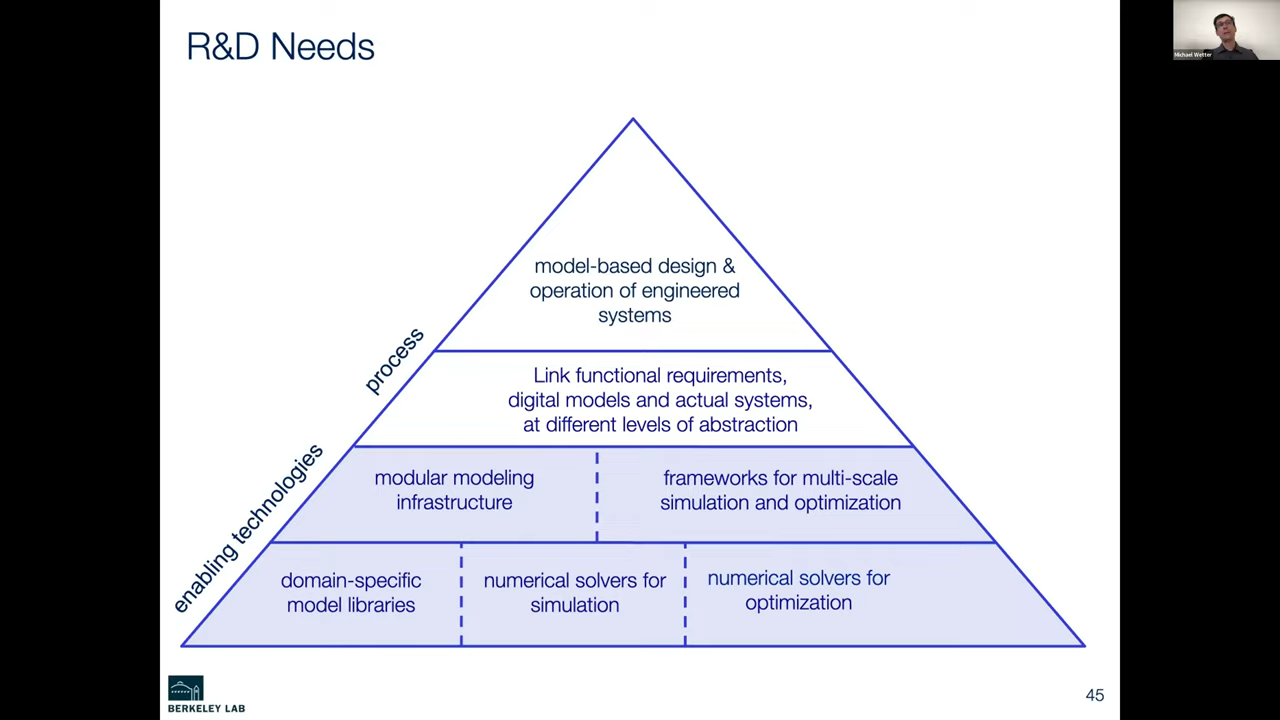 R&D Needs
Michael Wetter
model-based design &
operation of engineered
systems
process
Link functional requirements,
digital models and actual systems,
at different levels of abstraction
enabling technologies
modular modeling
infrastructure
frameworks for multi-scale
simulation and optimization
domain-specific
model libraries
numerical solvers for
simulation
numerical solvers for
optimization
BERKELEY LAB
45